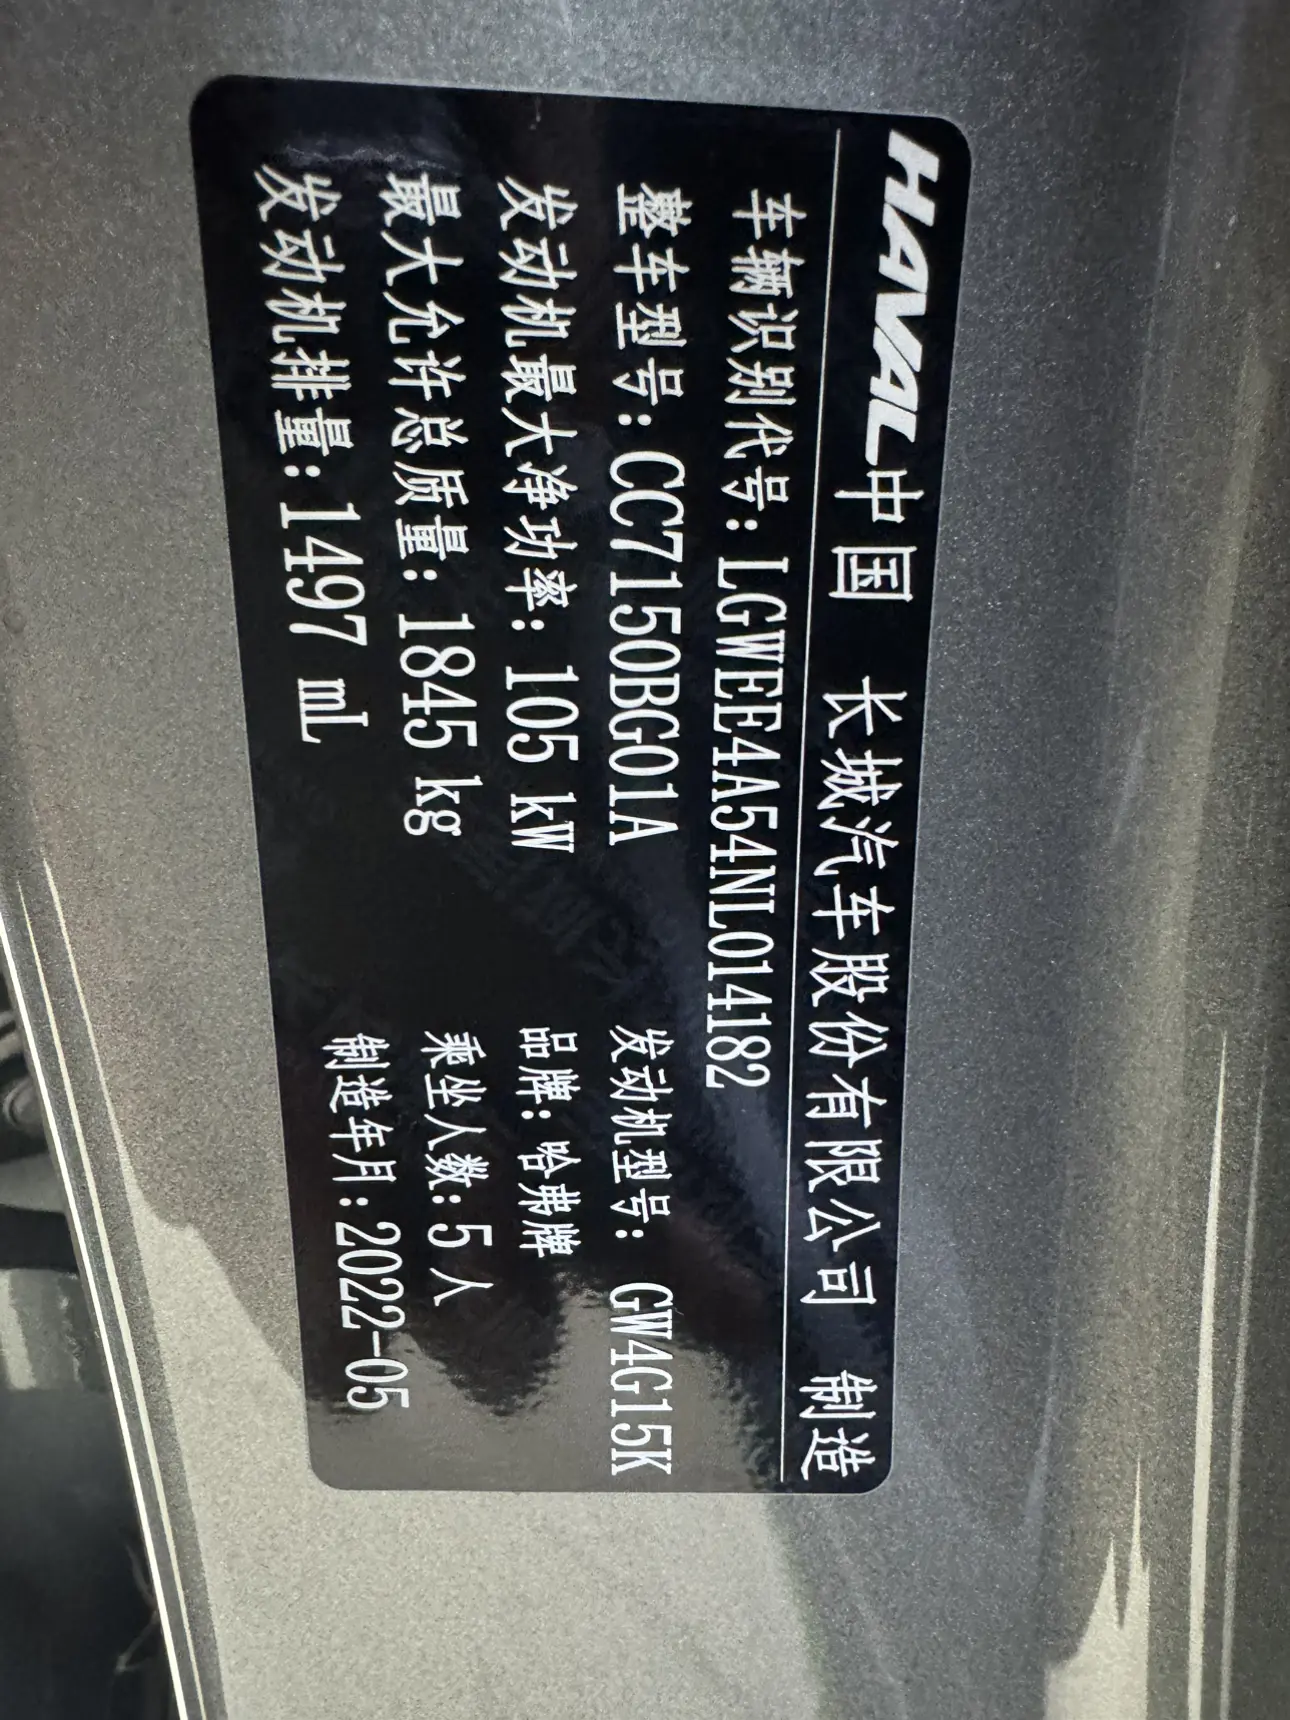 HAVAL中国 长城汽车股份有限公司 制造
车辆识别代号:LGWEE4A54NL014182
整车型号:CC7150BG01A 发动机型号: GW4G15K
发动机最大净功率: 105 kW 品牌:哈弗牌
最大允许总质量: 1845 kg 乘坐人数:5 人
发动机排量:1497 mL 制造年月:2022-05